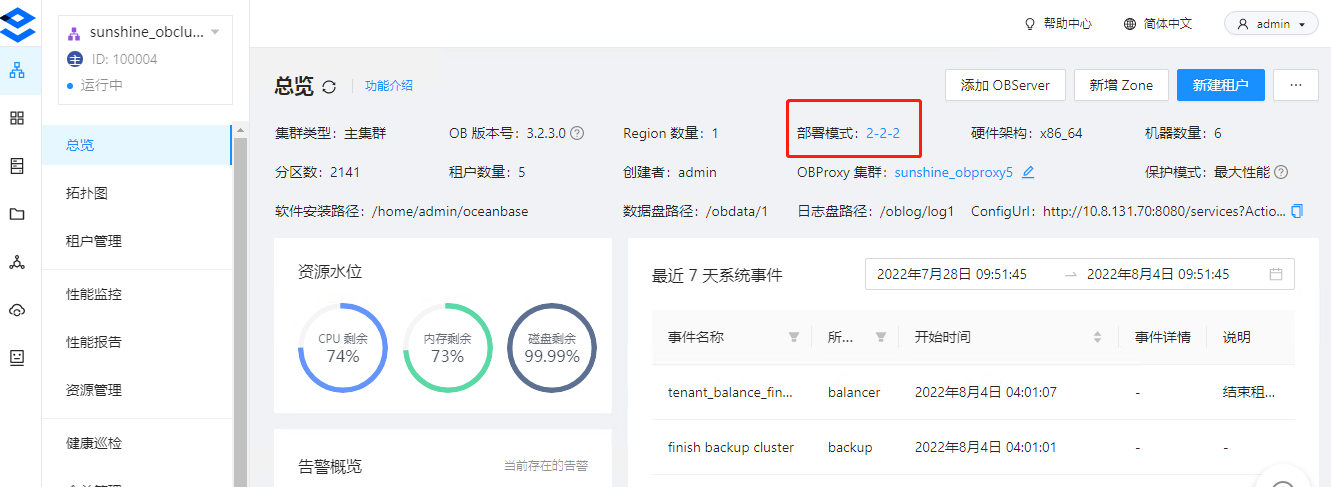 帮助中心 简体中文 admin
sunshine_obclu...
主 ID: 100004
运行中
总览 功能介绍 添加 OBServer 新增 Zone 新建租户 ...
集群类型：主集群 OB 版本号：3.2.3.0 Region 数量：1 部署模式：2-2-2 硬件架构：x86_64 机器数量：6
分区数：2141 租户数量：5 创建者：admin OBProxy 集群：sunshine_obproxy5 保护模式：最大性能
软件安装路径：/home/admin/oceanbase 数据盘路径：/obdata/1 日志盘路径：/oblog/log1 ConfigUrl：http://10.8.131.70:8080/services?Actio...
总览
拓扑图
租户管理
性能监控
性能报告
资源管理
健康巡检
资源水位
CPU 剩余 内存剩余 磁盘剩余
74% 73% 99.99%
告警概览 当前存在的告警
最近 7 天系统事件 2022年7月28日 09:51:45 → 2022年8月4日 09:51:45
事件名称 所... 开始时间 事件详情 说明
tenant_balance_fin... balancer 2022年8月4日 04:01:07 - 结束租...
finish backup cluster backup 2022年8月4日 04:01:01 - -